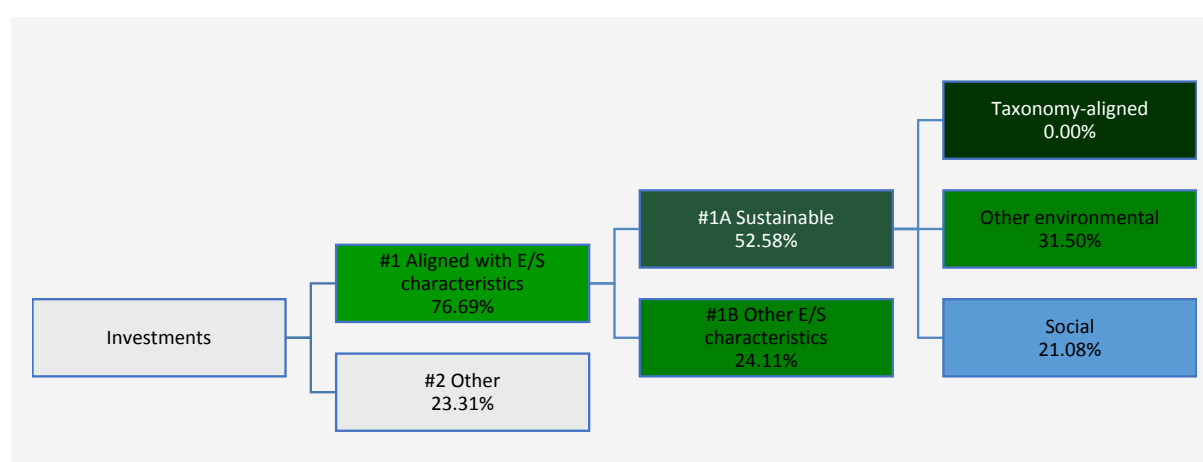 Investments
#1 Aligned with E/S
characteristics
76.69%
#2 Other
23.31%
#1A Sustainable
52.58%
#1B Other E/S
characteristics
24.11%
Taxonomy-aligned
0.00%
Other environmental
31.50%
Social
21.08%